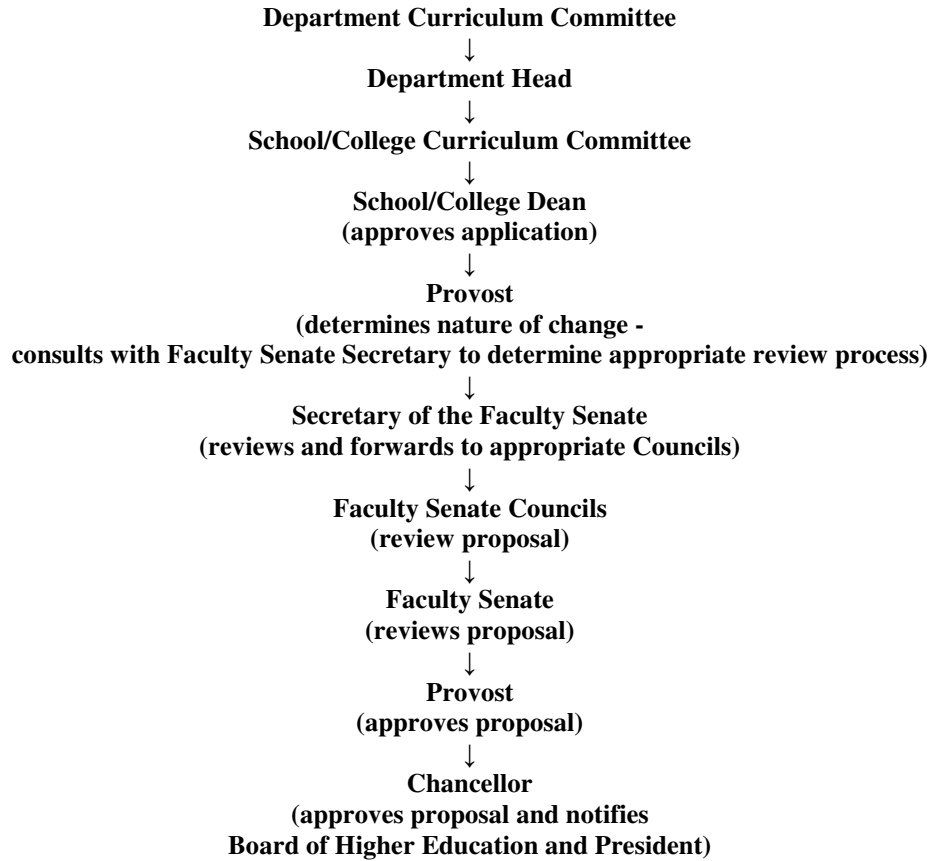 Department Curriculum Committee
↓
Department Head
↓
School/College Curriculum Committee
↓
School/College Dean
(approves application)
↓
Provost
(determines nature of change -
consults with Faculty Senate Secretary to determine appropriate review process)
↓
Secretary of the Faculty Senate
(reviews and forwards to appropriate Councils)
↓
Faculty Senate Councils
(review proposal)
↓
Faculty Senate
(reviews proposal)
↓
Provost
(approves proposal)
↓
Chancellor
(approves proposal and notifies
Board of Higher Education and President)